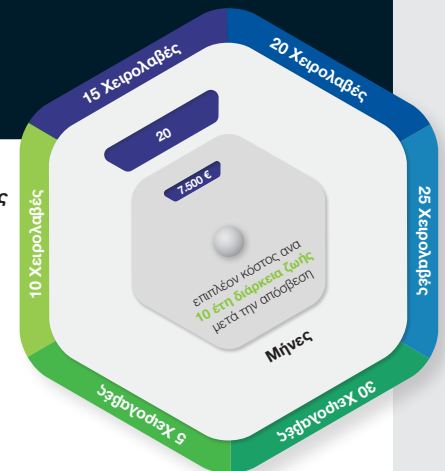 15 Χειρολαβές
20 Χειρολαβές
25 Χειρολαβές
30 Χειρολαβές
5 Χειρολαβές
10 Χειρολαβές
20
7.500 €
επιπλέον κόστος ανα
10 έτη διάρκεια ζωής
μετά την απόσβεση
Μήνες
ς